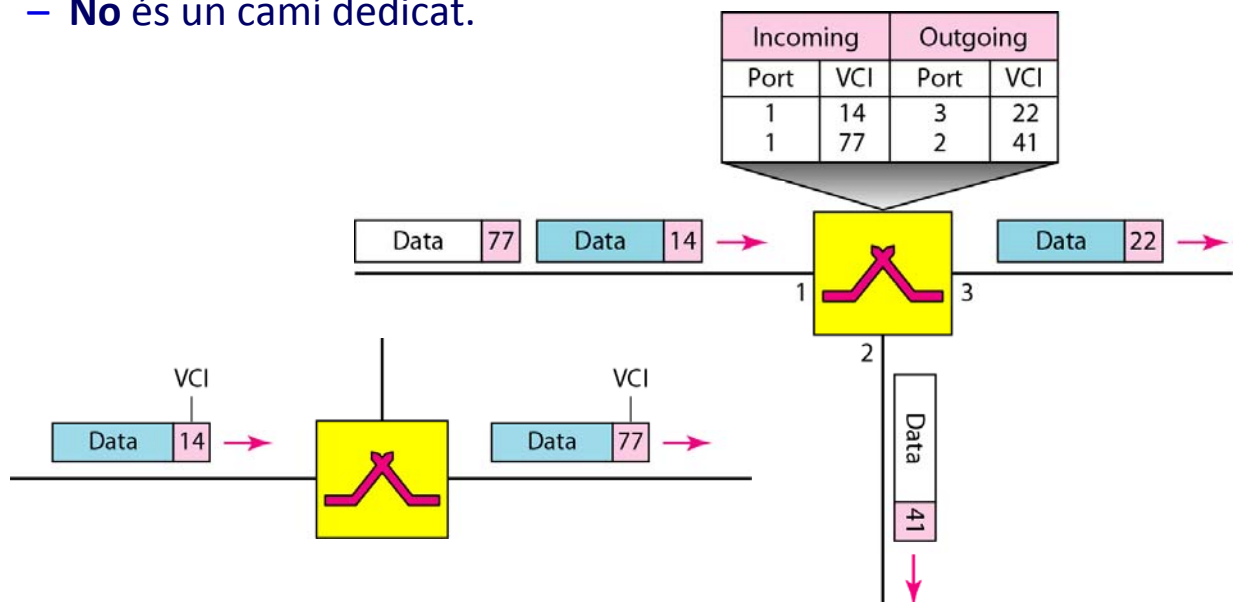 – No és un camí dedicat.
Incoming Outgoing
Port VCI Port VCI
1 14 3 22
1 77 2 41
Data 77 Data 14 Data 22
1 3
2
VCI VCI
Data 14 Data 77
Data 41